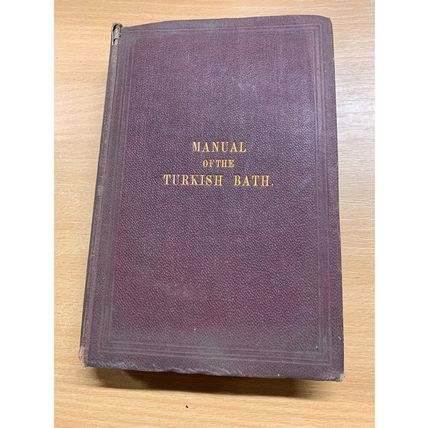 MANUAL
OF THE
TURKISH BATH.